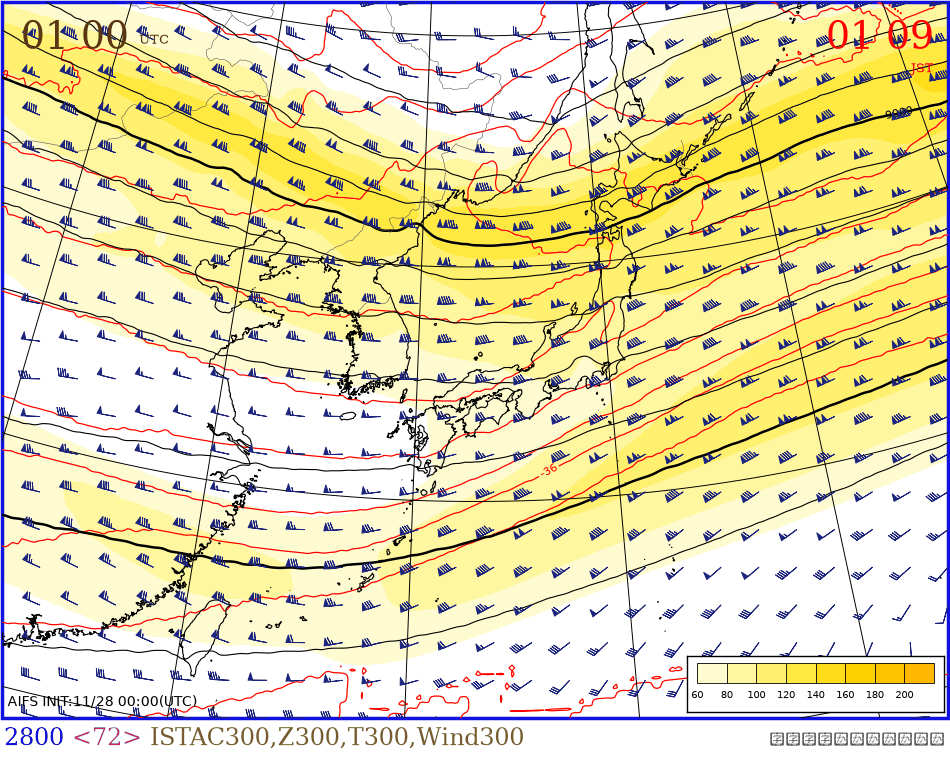 01 00 UTC
01 09
JST
9000
-36
60 80 100 120 140 160 180 200
AIFS INIT:11/28 00:00(UTC)
2800 <72> ISTAC300,Z300,T300,Wind300